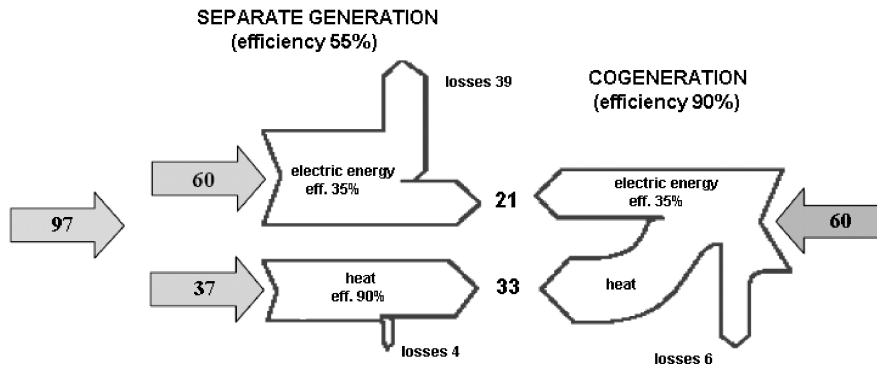 SEPARATE GENERATION
(efficiency 55%)
losses 39
COGENERATION
(efficiency 90%)
97
60
electric energy
eff. 35%
21
electric energy
eff. 35%
60
37
heat
eff. 90%
33
heat
losses 4
losses 6